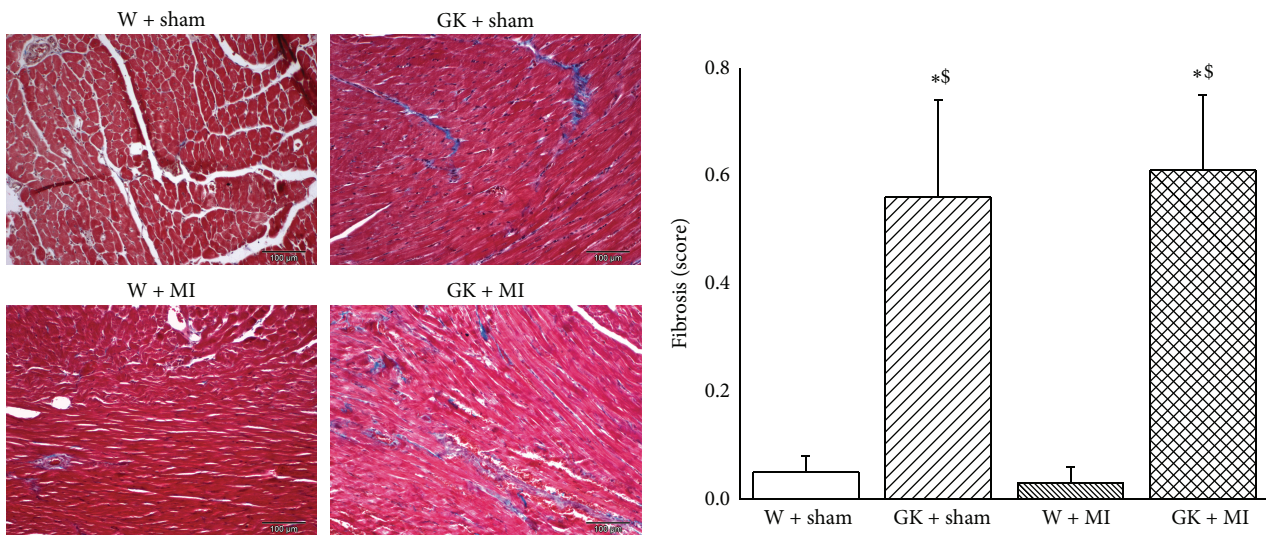 W + sham
GK + sham
100 μm
100 μm
W + MI
GK + MI
100 μm
100 μm
Fibrosis (score)
0.8
0.6
0.4
0.2
0.0
*$
*$
W + sham
GK + sham
W + MI
GK + MI